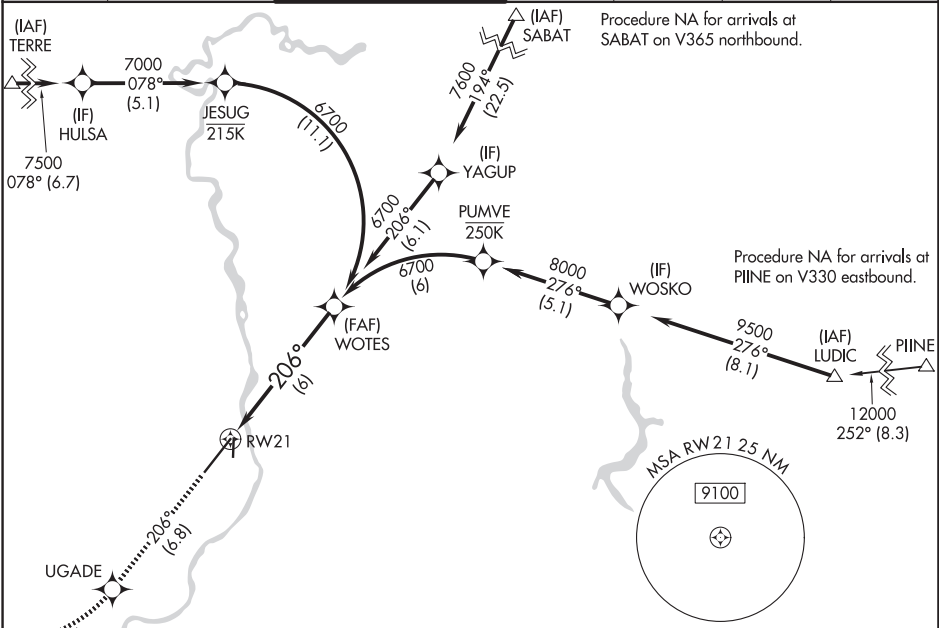 (IAF)
TERRE
7000
078°
(5.1)
(IF)
HULSA
JESUG
215K
7500
078° (6.7)
6700
(11.1)
(IAF)
SABAT
Procedure NA for arrivals at
SABAT on V365 northbound.
7600
194°
(22.5)
(IF)
YAGUP
6700
206°
(6.1)
PUMVE
250K
6700
(6)
8000
276°
(5.1)
(IF)
WOSKO
Procedure NA for arrivals at
PIINE on V330 eastbound.
9500
276°
(8.1)
(IAF)
LUDIC
PIINE
12000
252° (8.3)
(FAF)
WOTES
206°
(6)
RW21
206°
(6.8)
UGADE
MSA RW21 25 NM
9100